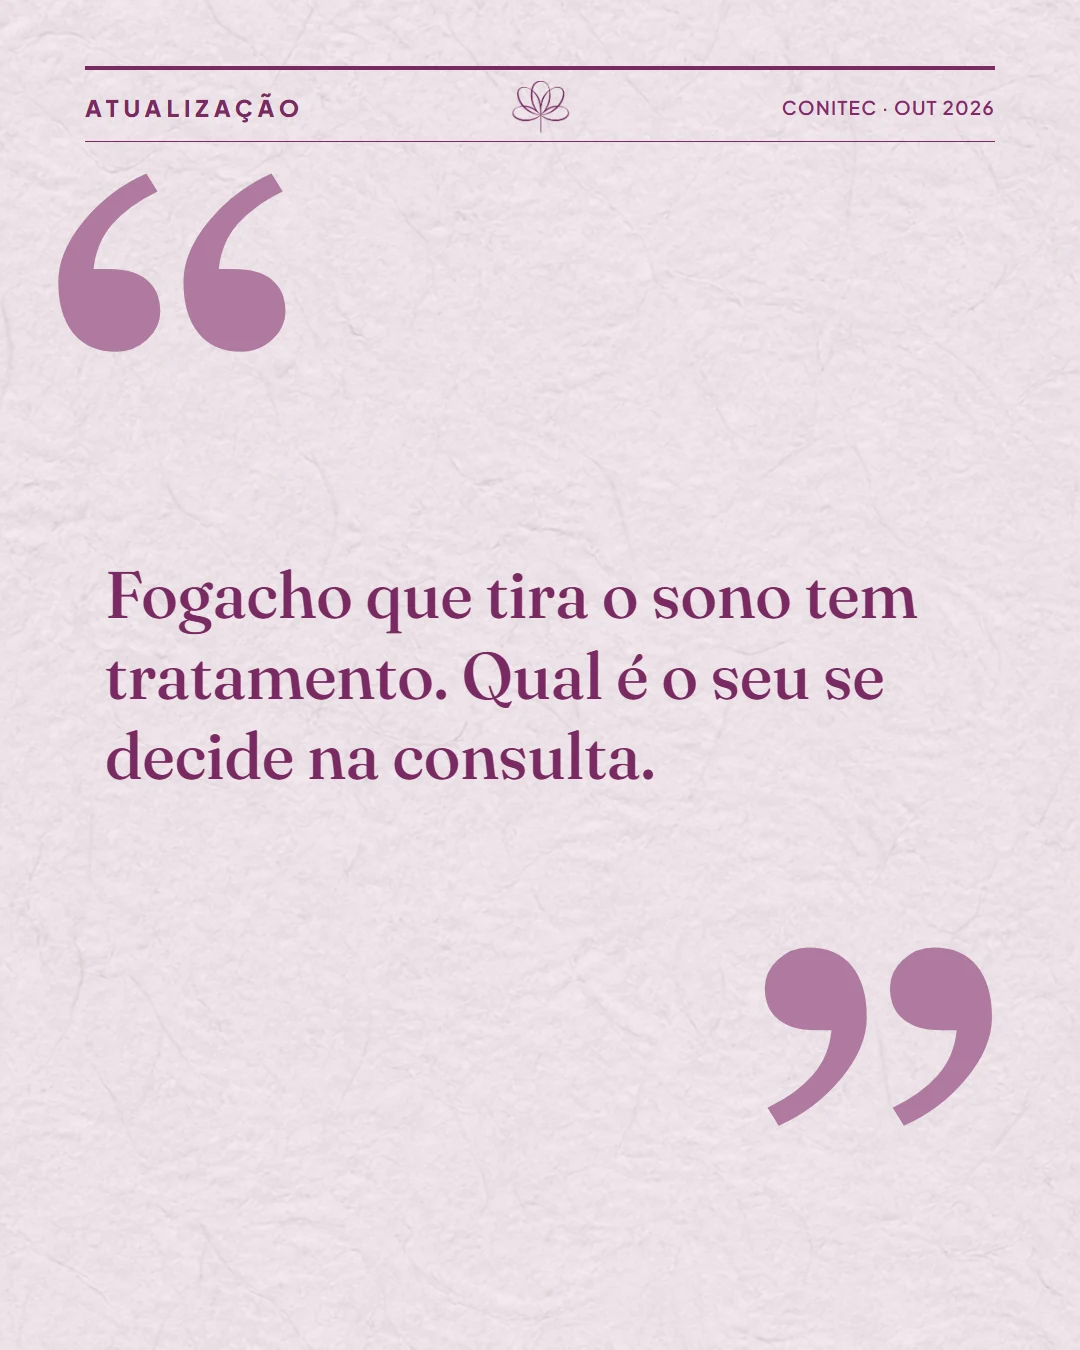 ATUALIZAÇÃO
CONITEC · OUT 2026
“
Fogacho que tira o sono tem
tratamento. Qual é o seu se
decide na consulta.
”